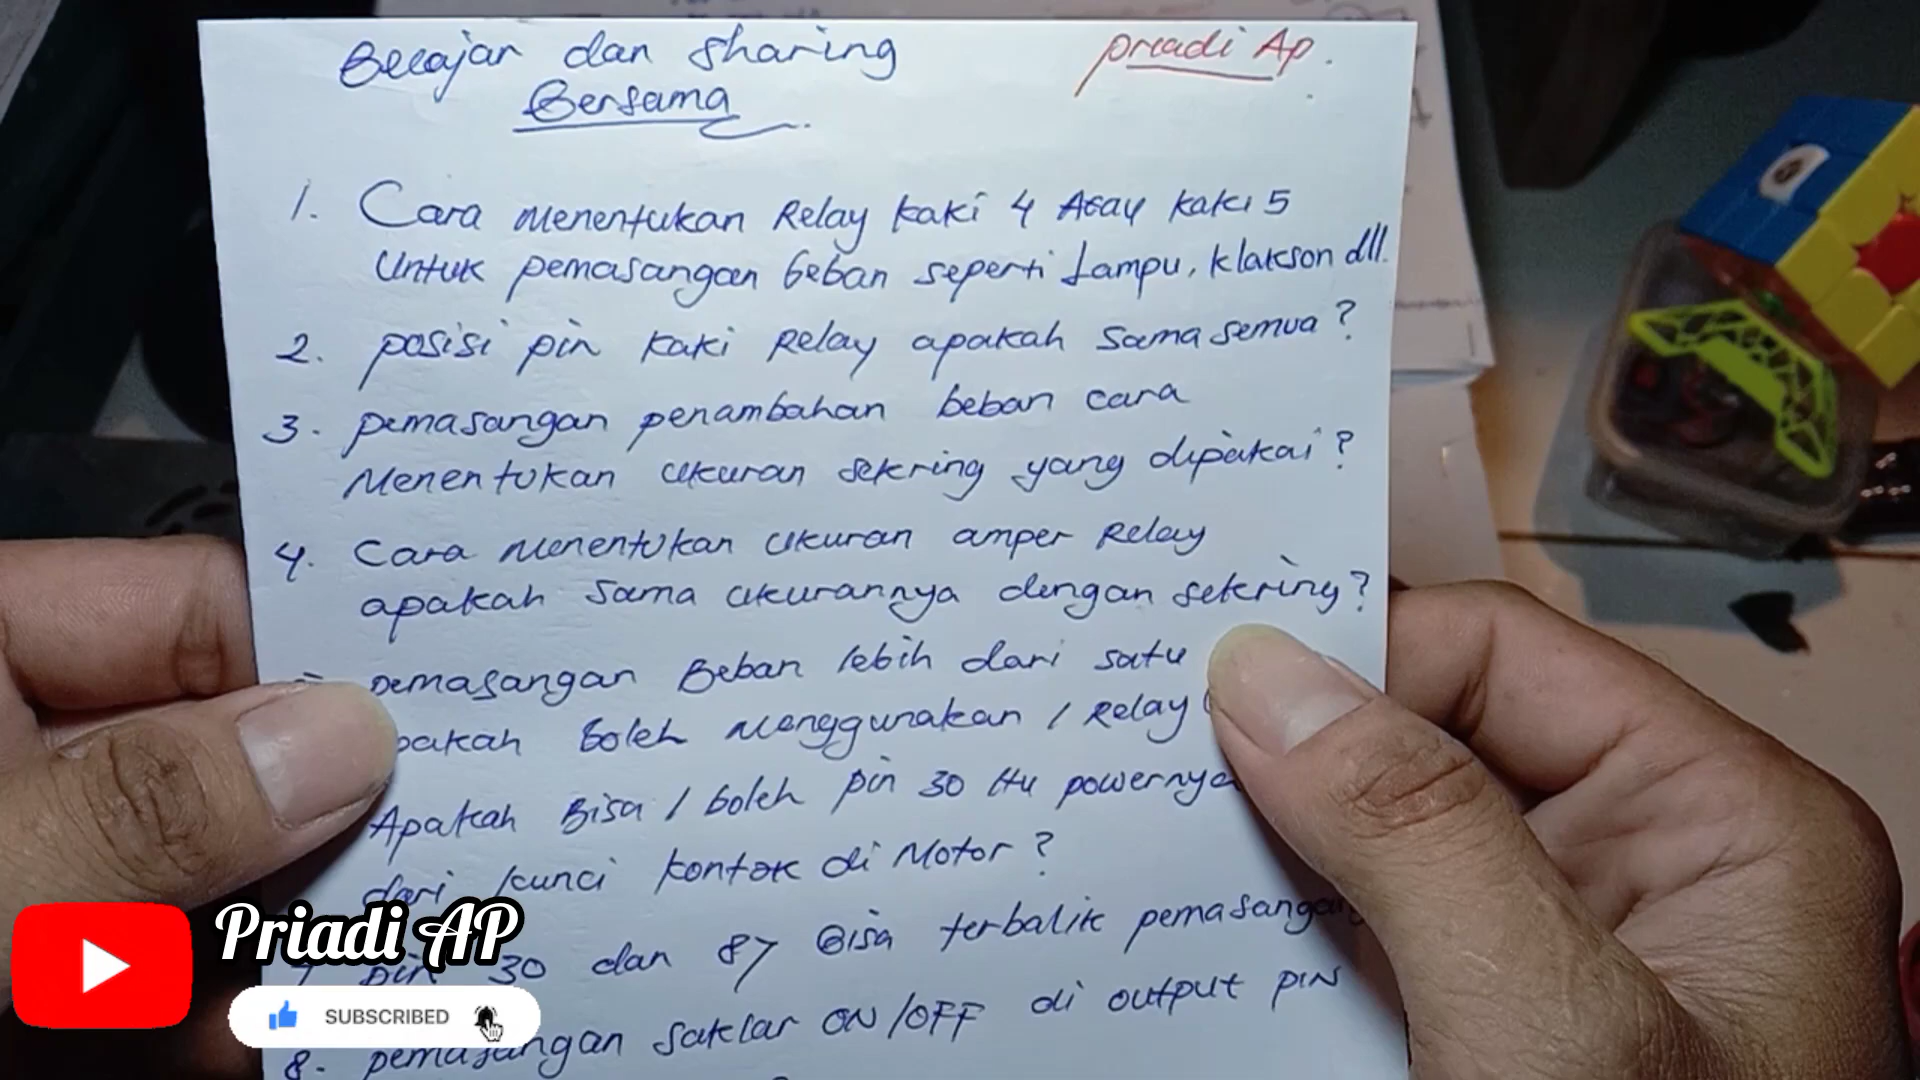 Belajar dan sharing
Bersama
priadi Ap.
1. Cara menentukan Relay kaki 4 Atau kaki 5
Untuk pemasangan beban seperti Lampu, klakson dll.
2. posisi pin kaki Relay apakah sama semua?
3. pemasangan penambahan beban cara
Menentukan ukuran sekring yang dipakai?
4. Cara menentukan ukuran amper Relay
apakah sama ukurannya dengan sekring?
pemasangan Beban lebih dari satu
pakah boleh menggunakan 1 Relay
Apakah Bisa / boleh pin 30 itu powernya
dari kunci kontak di Motor?
pin 30 dan 87 Bisa terbalik pemasangan
8. pemasangan saklar ON/OFF di output PIN
Priadi AP
SUBSCRIBED